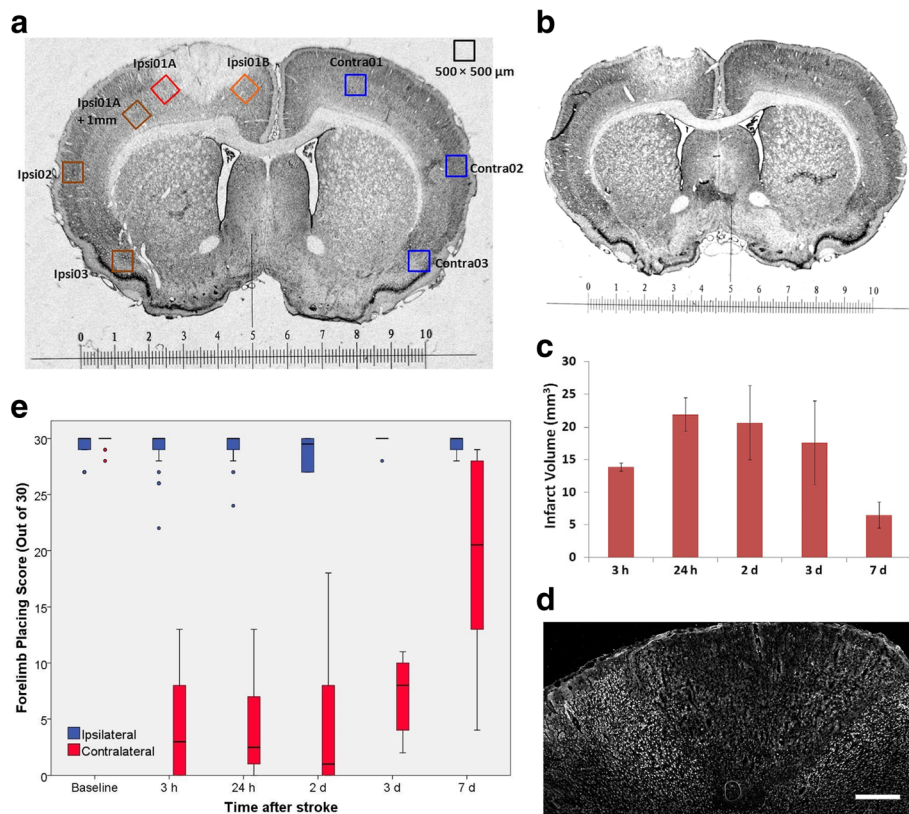 a
Ipsi01A
Ipsi01B
Contra01
500 × 500 µm
Ipsi01A
+ 1mm
Ipsi02
Contra02
Ipsi03
Contra03
0 1 2 3 4 5 6 7 8 9 10
b
0 1 2 3 4 5 6 7 8 9 10
c
Infarct Volume (mm³)
30
25
20
15
10
5
0
3 h 24 h 2 d 3 d 7 d
d
e
Forelimb Placing Score (Out of 30)
30
25
20
15
10
5
0
Ipsilateral
Contralateral
Baseline 3 h 24 h 2 d 3 d 7 d
Time after stroke